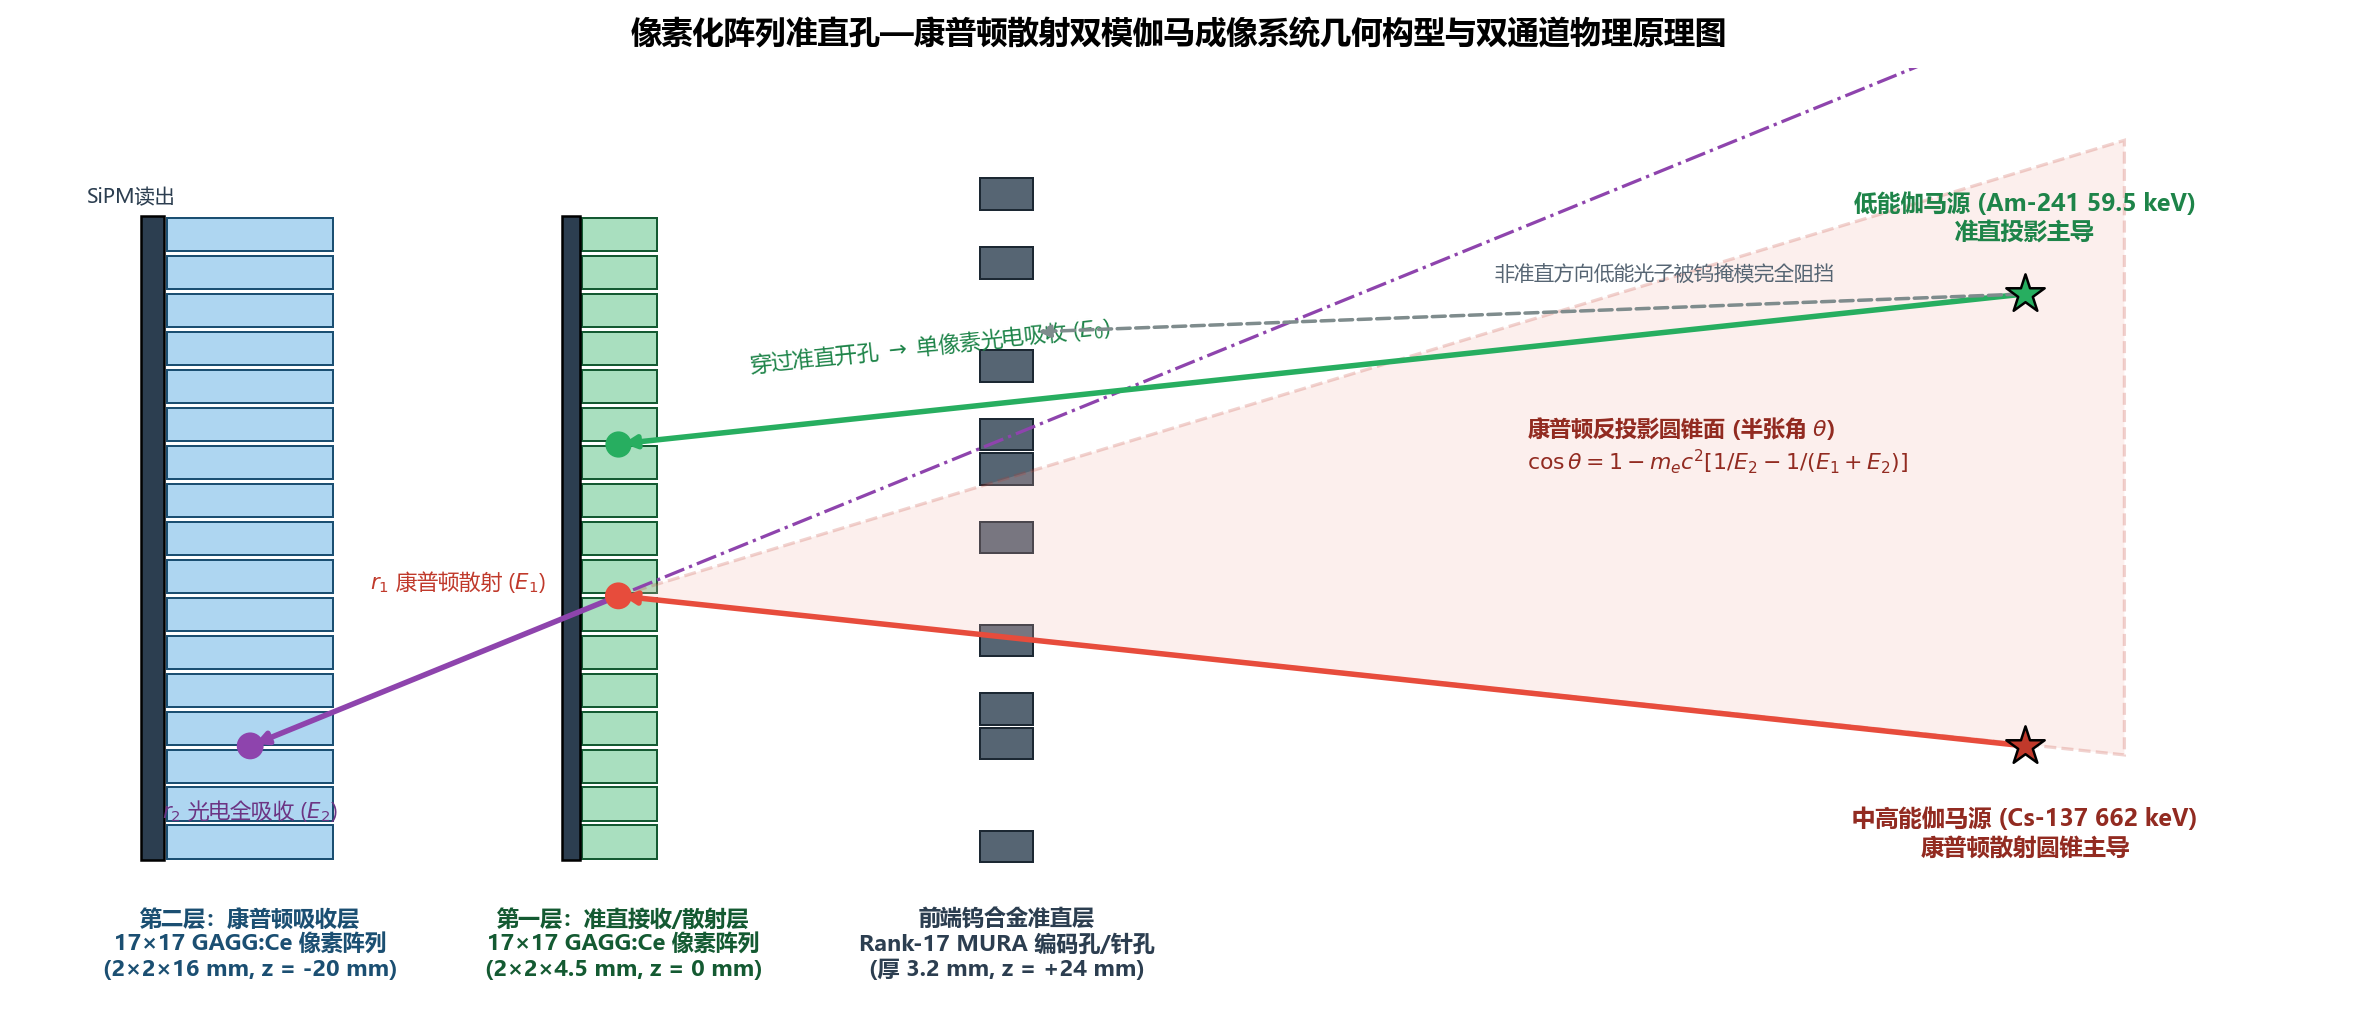 像素化阵列准直孔—康普顿散射双模伽马成像系统几何构型与双通道物理原理图
SiPM读出
低能伽马源 (Am-241 59.5 keV)
准直投影主导
非准直方向低能光子被钨掩模完全阻挡
穿过准直开孔 → 单像素光电吸收 (E₀)
康普顿反投影圆锥面 (半张角 θ)
cos θ = 1 − mₑc²[1/E₂ − 1/(E₁ + E₂)]
r₁ 康普顿散射 (E₁)
r₂ 光电全吸收 (E₂)
中高能伽马源 (Cs-137 662 keV)
康普顿散射圆锥主导
第二层：康普顿吸收层
17×17 GAGG:Ce 像素阵列
(2×2×16 mm, z = -20 mm)
第一层：准直接收/散射层
17×17 GAGG:Ce 像素阵列
(2×2×4.5 mm, z = 0 mm)
前端钨合金准直层
Rank-17 MURA 编码孔/针孔
(厚 3.2 mm, z = +24 mm)